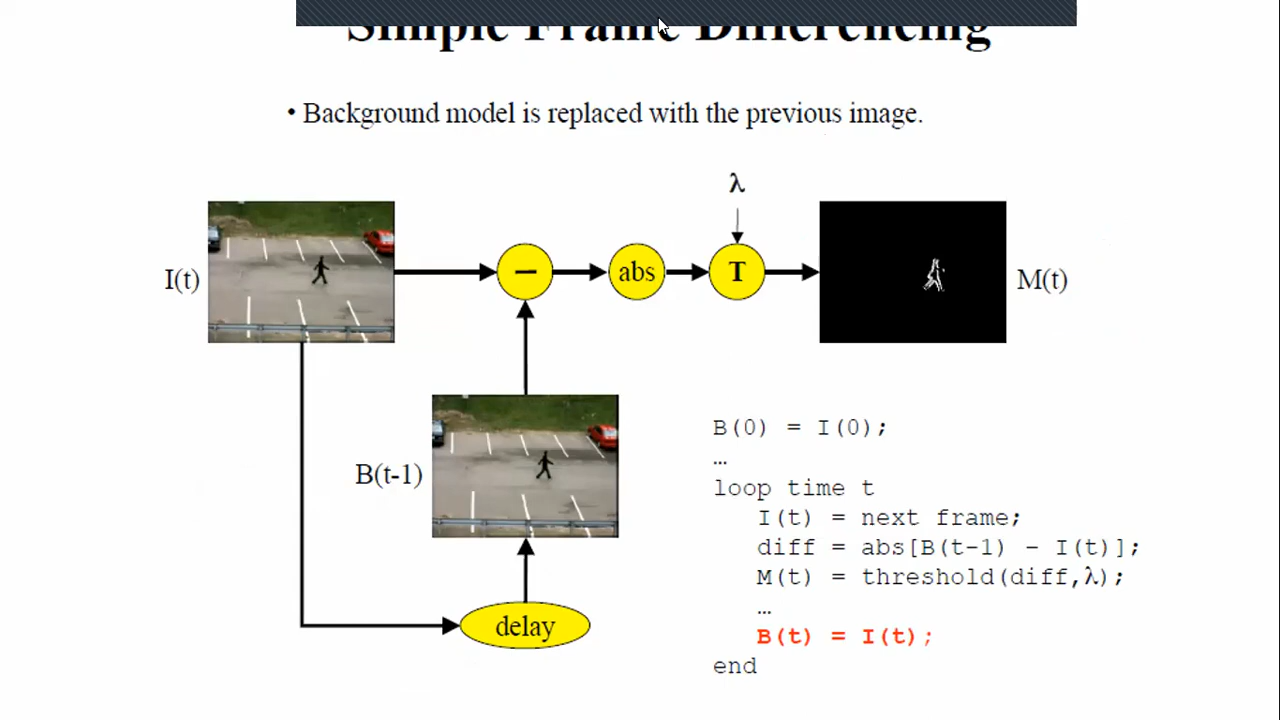 Simple Frame Differencing
• Background model is replaced with the previous image.
λ
I(t)
–
abs
T
M(t)
B(t-1)
delay
B(0) = I(0);
…
loop time t
I(t) = next frame;
diff = abs[B(t-1) - I(t)];
M(t) = threshold(diff,λ);
…
B(t) = I(t);
end